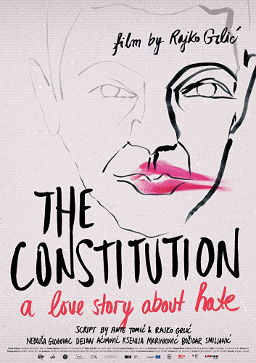 film by Rajko Grlić
THE
CONSTITUTION
a love story about hate
SCRIPT BY ANTE TOMIĆ & RAJKO GRLIĆ
NEBOJŠA GLOGOVAC DEJAN AĆIMOVIĆ KSENIJA MARINKOVIĆ BOŽIDAR SMILJANIĆ